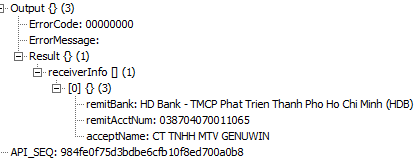 Output {} (3)
ErrorCode: 00000000
ErrorMessage:
Result {} (1)
receiverInfo [] (1)
[0] {} (3)
remitBank: HD Bank - TMCP Phat Trien Thanh Pho Ho Chi Minh (HDB)
remitAcctNum: 038704070011065
acceptName: CT TNHH MTV GENUWIN
API_SEQ: 984fe0f75d3bdbe6cfb10f8ed700a0b8